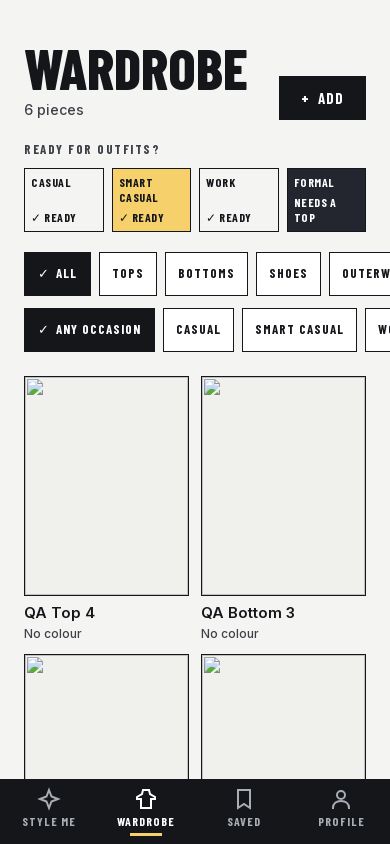 WARDROBE
6 pieces
+ ADD
READY FOR OUTFITS?
CASUAL
✓ READY
SMART
CASUAL
✓ READY
WORK
✓ READY
FORMAL
NEEDS A
TOP
✓ ALL
TOPS
BOTTOMS
SHOES
OUTERW
✓ ANY OCCASION
CASUAL
SMART CASUAL
WO
QA Top 4
No colour
QA Bottom 3
No colour
STYLE ME
WARDROBE
SAVED
PROFILE